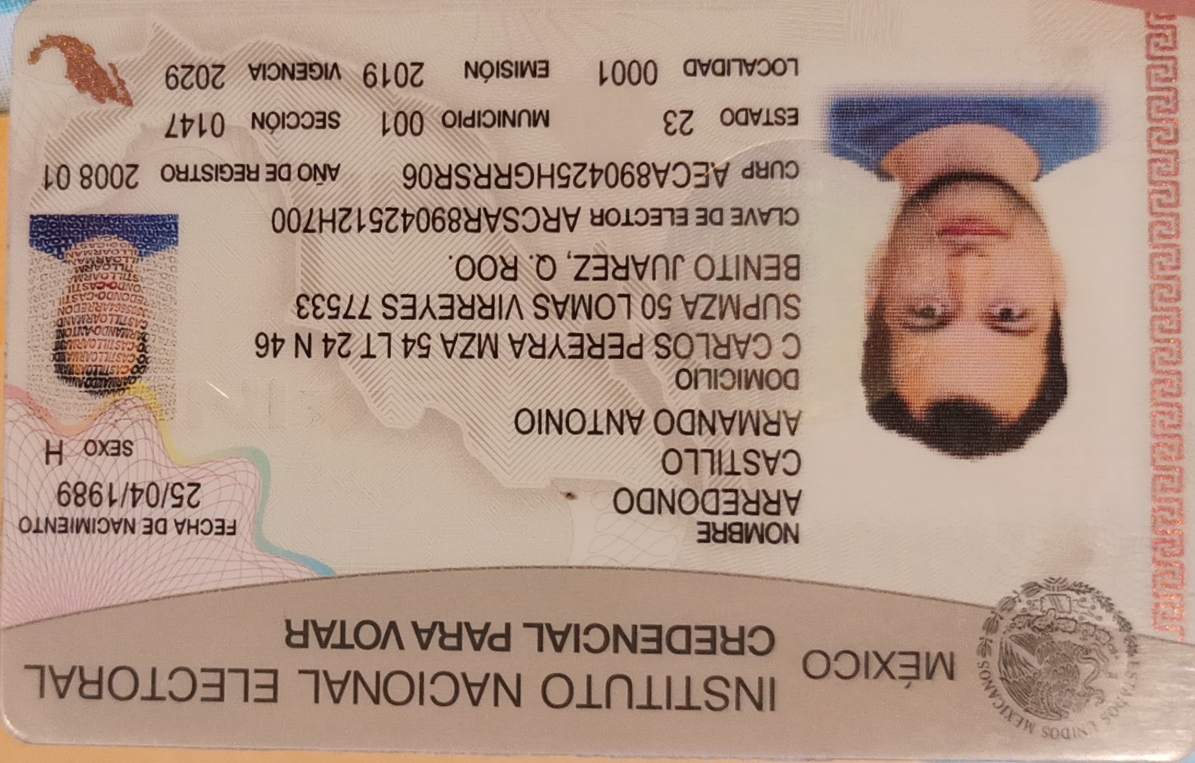 MÉXICO
INSTITUTO NACIONAL ELECTORAL
CREDENCIAL PARA VOTAR
ESTADOS UNIDOS MEXICANOS
NOMBRE
ARREDONDO
CASTILLO
ARMANDO ANTONIO
FECHA DE NACIMIENTO
25/04/1989
SEXO H
DOMICILIO
C CARLOS PEREYRA MZA 54 LT 24 N 46
SUPMZA 50 LOMAS VIRREYES 77533
BENITO JUAREZ, Q. ROO.
CLAVE DE ELECTOR ARCSAR89042512H700
CURP AECA890425HGRRSR06 AÑO DE REGISTRO 2008 01
ESTADO 23 MUNICIPIO 001 SECCIÓN 0147
LOCALIDAD 0001 EMISIÓN 2019 VIGENCIA 2029